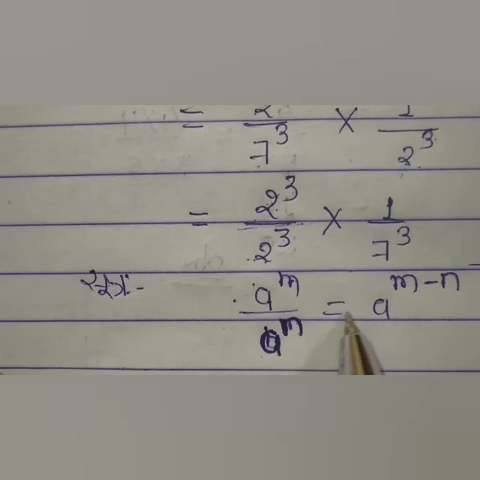 = 2/7³ × 1/2³
= 2³/2³ × 1/7³
सूत्र- aᵐ/aⁿ = aᵐ⁻ⁿ